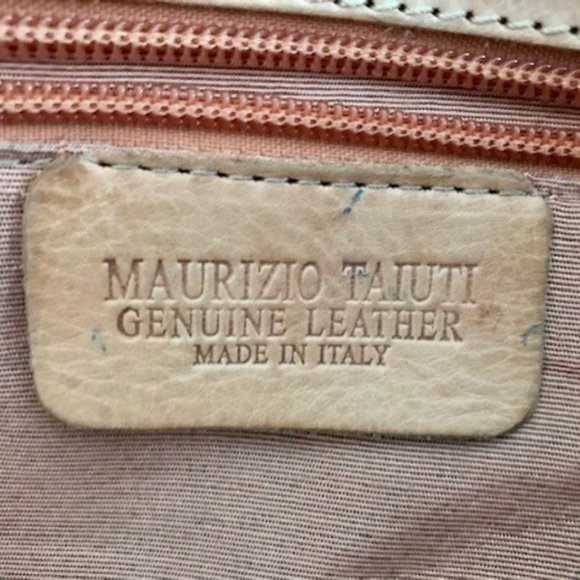 MAURIZIO TAIUTI
GENUINE LEATHER
MADE IN ITALY